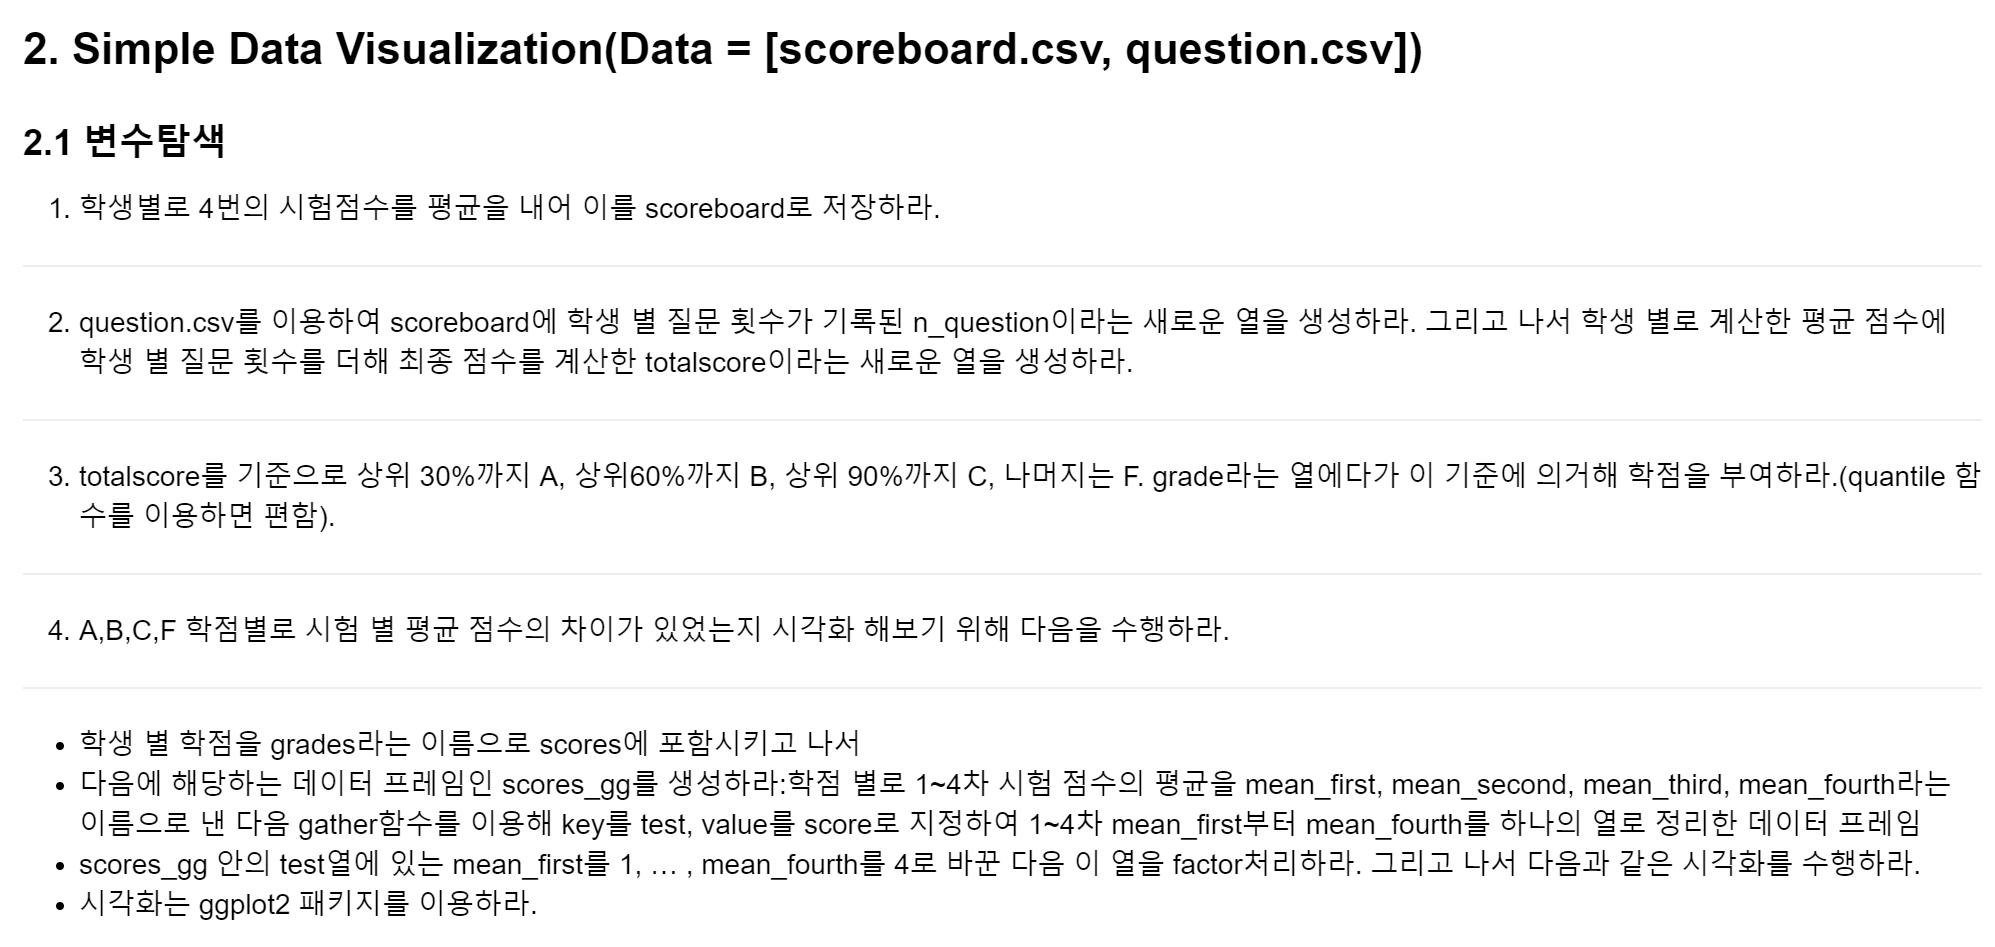 2. Simple Data Visualization(Data = [scoreboard.csv, question.csv])
2.1 변수탐색
1. 학생별로 4번의 시험점수를 평균을 내어 이를 scoreboard로 저장하라.
2. question.csv를 이용하여 scoreboard에 학생 별 질문 횟수가 기록된 n_question이라는 새로운 열을 생성하라. 그리고 나서 학생 별로 계산한 평균 점수에
학생 별 질문 횟수를 더해 최종 점수를 계산한 totalscore이라는 새로운 열을 생성하라.
3. totalscore를 기준으로 상위 30%까지 A, 상위60%까지 B, 상위 90%까지 C, 나머지는 F. grade라는 열에다가 이 기준에 의거해 학점을 부여하라.(quantile 함
수를 이용하면 편함).
4. A,B,C,F 학점별로 시험 별 평균 점수의 차이가 있었는지 시각화 해보기 위해 다음을 수행하라.
• 학생 별 학점을 grades라는 이름으로 scores에 포함시키고 나서
• 다음에 해당하는 데이터 프레임인 scores_gg를 생성하라:학점 별로 1~4차 시험 점수의 평균을 mean_first, mean_second, mean_third, mean_fourth라는
이름으로 낸 다음 gather함수를 이용해 key를 test, value를 score로 지정하여 1~4차 mean_first부터 mean_fourth를 하나의 열로 정리한 데이터 프레임
• scores_gg 안의 test열에 있는 mean_first를 1, … , mean_fourth를 4로 바꾼 다음 이 열을 factor처리하라. 그리고 나서 다음과 같은 시각화를 수행하라.
• 시각화는 ggplot2 패키지를 이용하라.